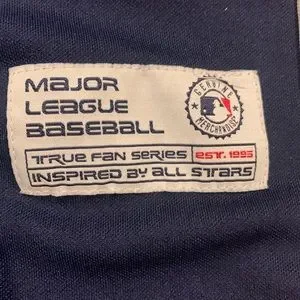 MAJOR
LEAGUE
BASEBALL
GENUINE
MERCHANDISE
TRUE FAN SERIES EST. 1995
INSPIRED BY ALL STARS